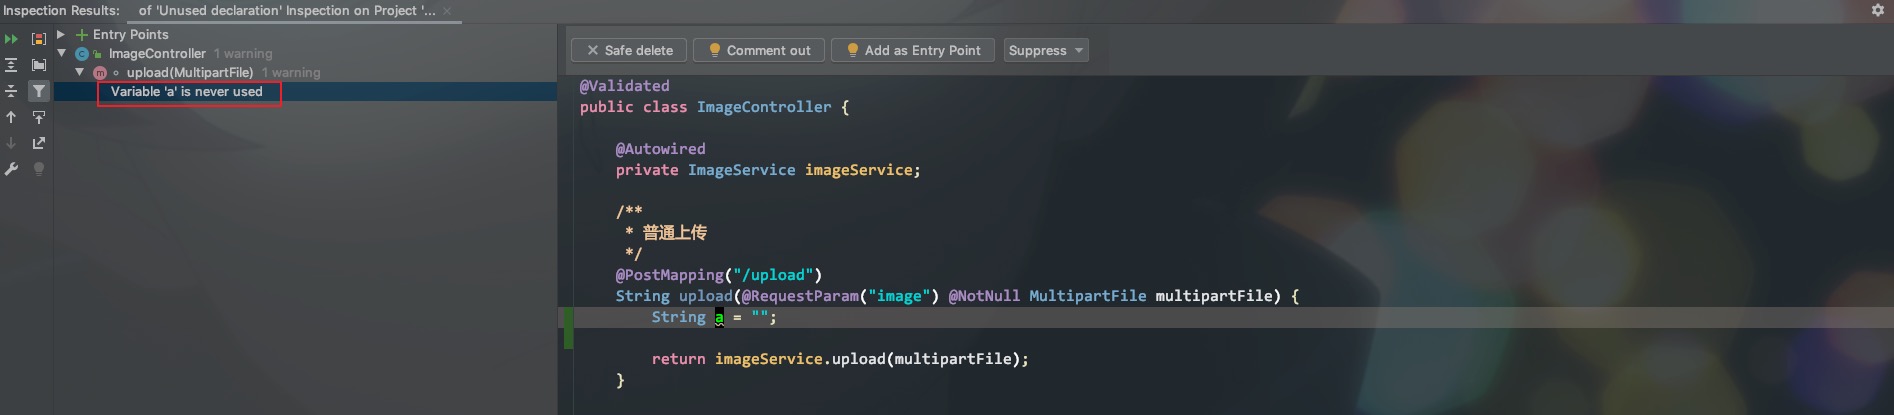 Inspection Results: of 'Unused declaration' Inspection on Project '...
Entry Points
ImageController 1 warning
upload(MultipartFile) 1 warning
Variable 'a' is never used
Safe delete Comment out Add as Entry Point Suppress
@Validated
public class ImageController {
@Autowired
private ImageService imageService;
/**
* 普通上传
*/
@PostMapping("/upload")
String upload(@RequestParam("image") @NotNull MultipartFile multipartFile) {
String a = "";
return imageService.upload(multipartFile);
}